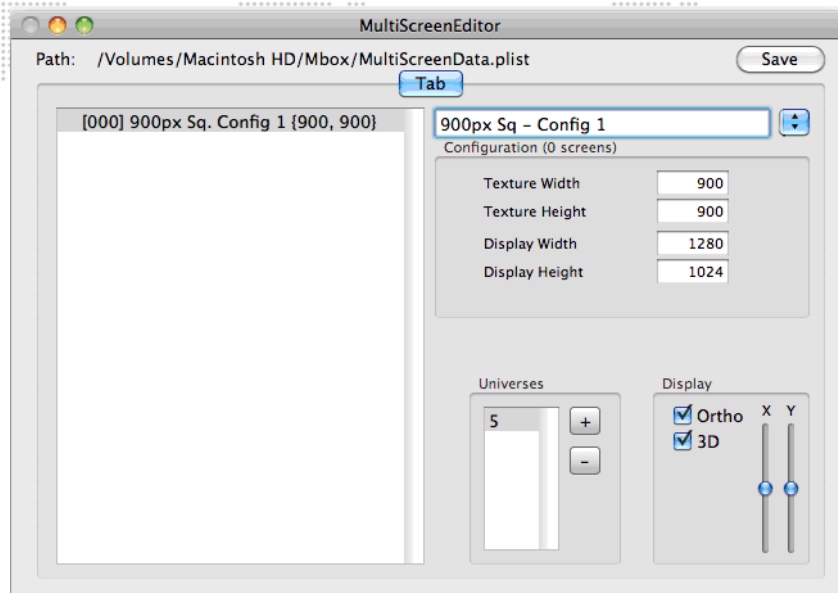 MultiScreenEditor
Path: /Volumes/Macintosh HD/Mbox/MultiScreenData.plist
Save
Tab
[000] 900px Sq. Config 1 {900, 900}
900px Sq - Config 1
Configuration (0 screens)
Texture Width 900
Texture Height 900
Display Width 1280
Display Height 1024
Universes
5
+
-
Display
Ortho
3D
X Y